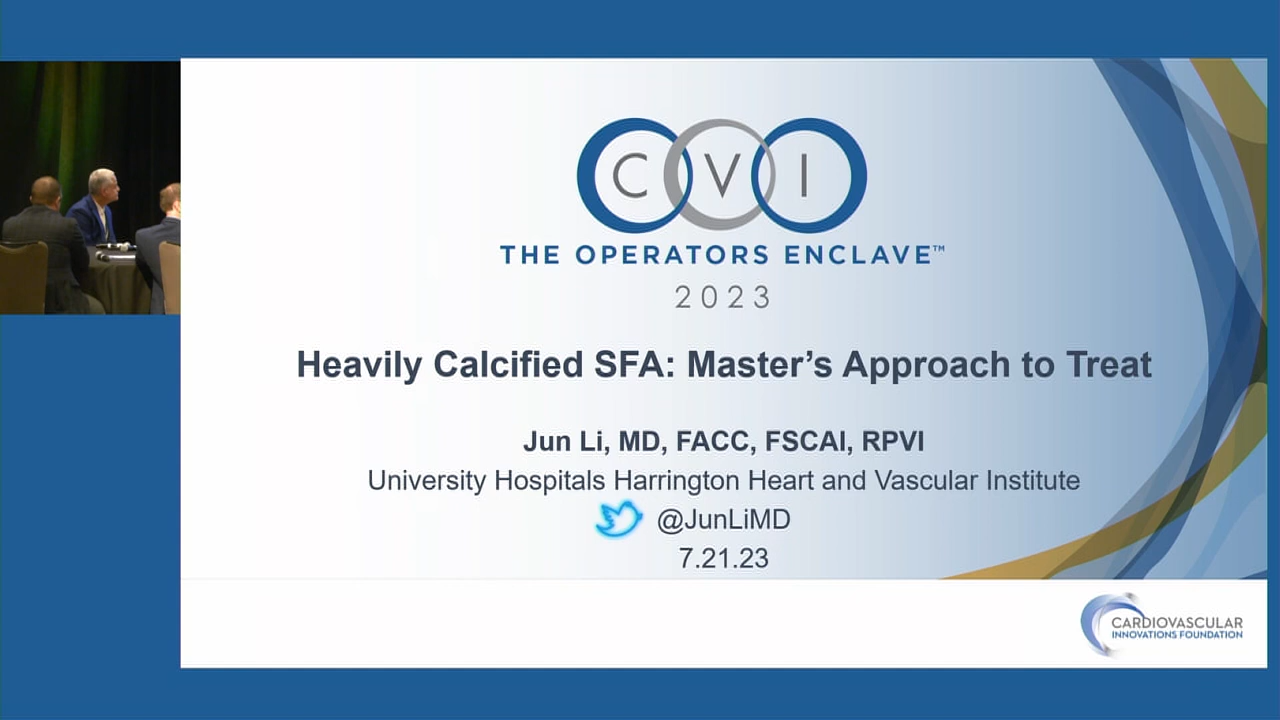 C V I
THE OPERATORS ENCLAVE™
2023
Heavily Calcified SFA: Master's Approach to Treat
Jun Li, MD, FACC, FSCAI, RPVI
University Hospitals Harrington Heart and Vascular Institute
@JunLiMD
7.21.23
CARDIOVASCULAR
INNOVATIONS FOUNDATION